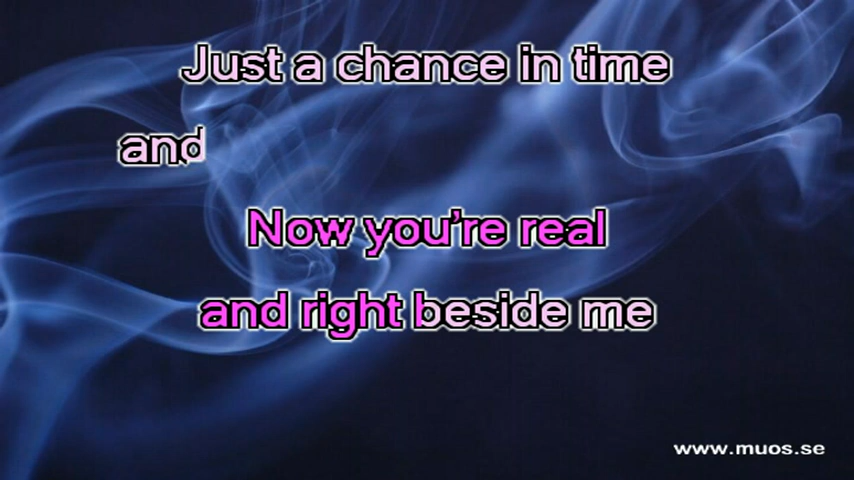 Just a chance in time
and
Now you're real
and right beside me
www.muos.se